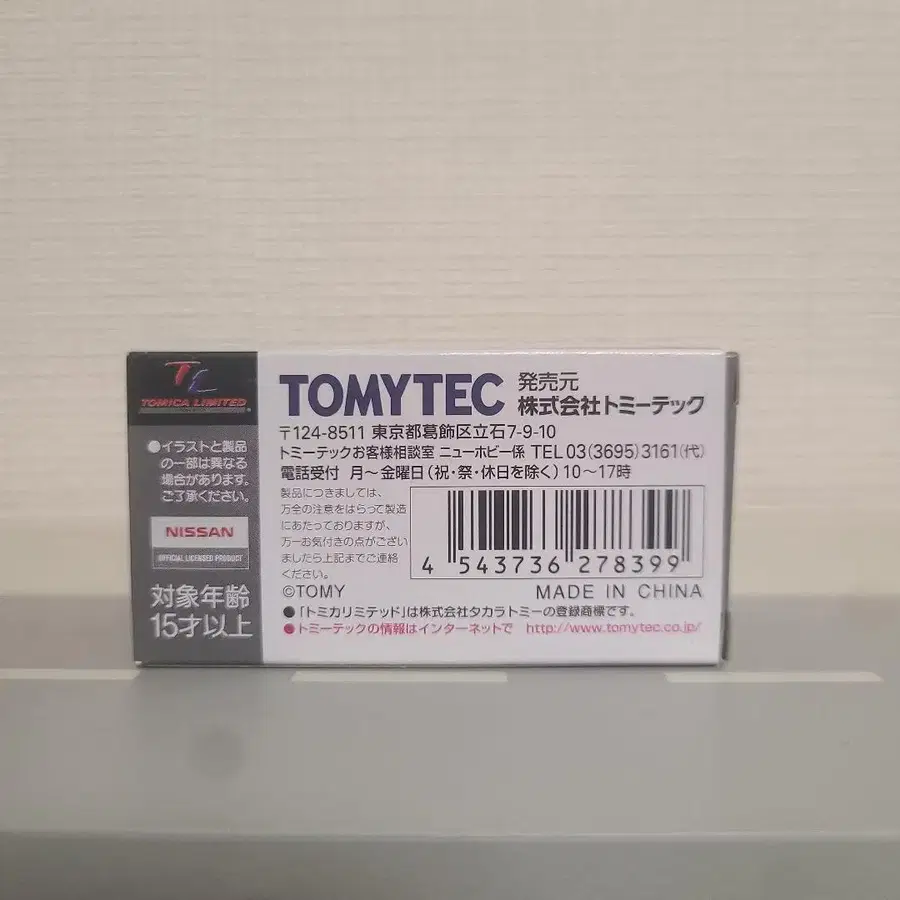 TL
TOMICA LIMITED
●イラストと製品
の一部は異なる
場合があります。
ご了承ください。
NISSAN
OFFICIAL LICENSED PRODUCT
対象年齢
15才以上
TOMYTEC 発売元
株式会社トミーテック
〒124-8511 東京都葛飾区立石7-9-10
トミーテックお客様相談室 ニューホビー係 TEL 03(3695)3161(代)
電話受付 月〜金曜日(祝・祭・休日を除く)10〜17時
製品につきましては、
万全の注意をはらって製造
にあたっておりますが、
万一お気付きの点がござい
ましたら上記までご連絡
ください。
4 543736 278399
©TOMY MADE IN CHINA
●「トミカリミテッド」は株式会社タカラトミーの登録商標です。
●トミーテックの情報はインターネットで http://www.tomytec.co.jp/